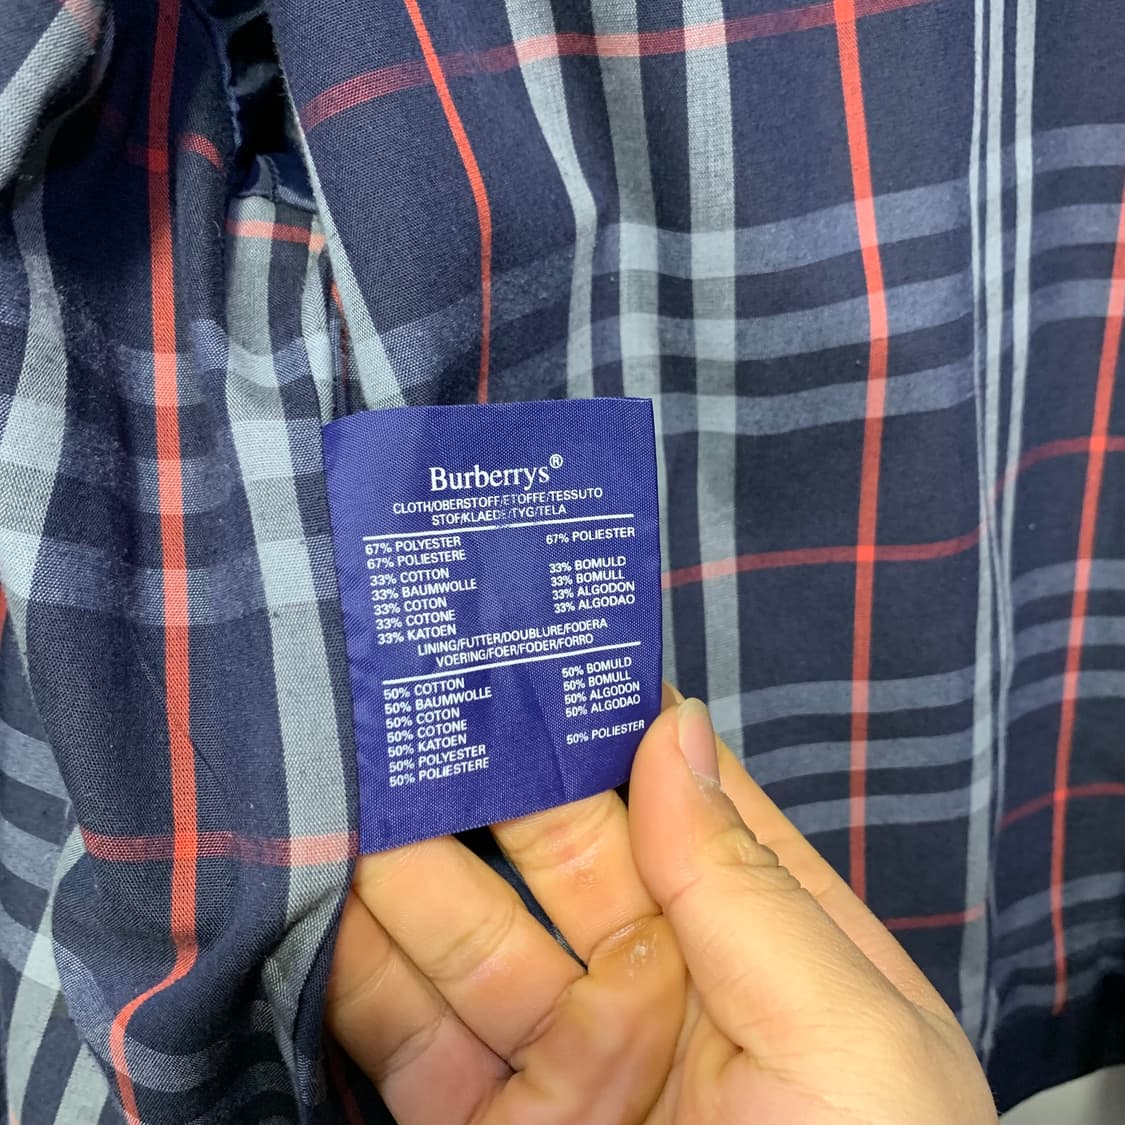 Burberrys®
CLOTH/OBERSTOFF/ETOFFE/TESSUTO
STOF/KLAEDE/TYG/TELA
67% POLYESTER 67% POLIESTER
67% POLIESTERE
33% COTTON 33% BOMULD
33% BAUMWOLLE 33% BOMULL
33% COTON 33% ALGODON
33% COTONE 33% ALGODAO
33% KATOEN
LINING/FUTTER/DOUBLURE/FODERA
VOERING/FOER/FODER/FORRO
50% COTTON 50% BOMULD
50% BAUMWOLLE 50% BOMULL
50% COTON 50% ALGODON
50% COTONE 50% ALGODAO
50% KATOEN
50% POLYESTER 50% POLIESTER
50% POLIESTERE